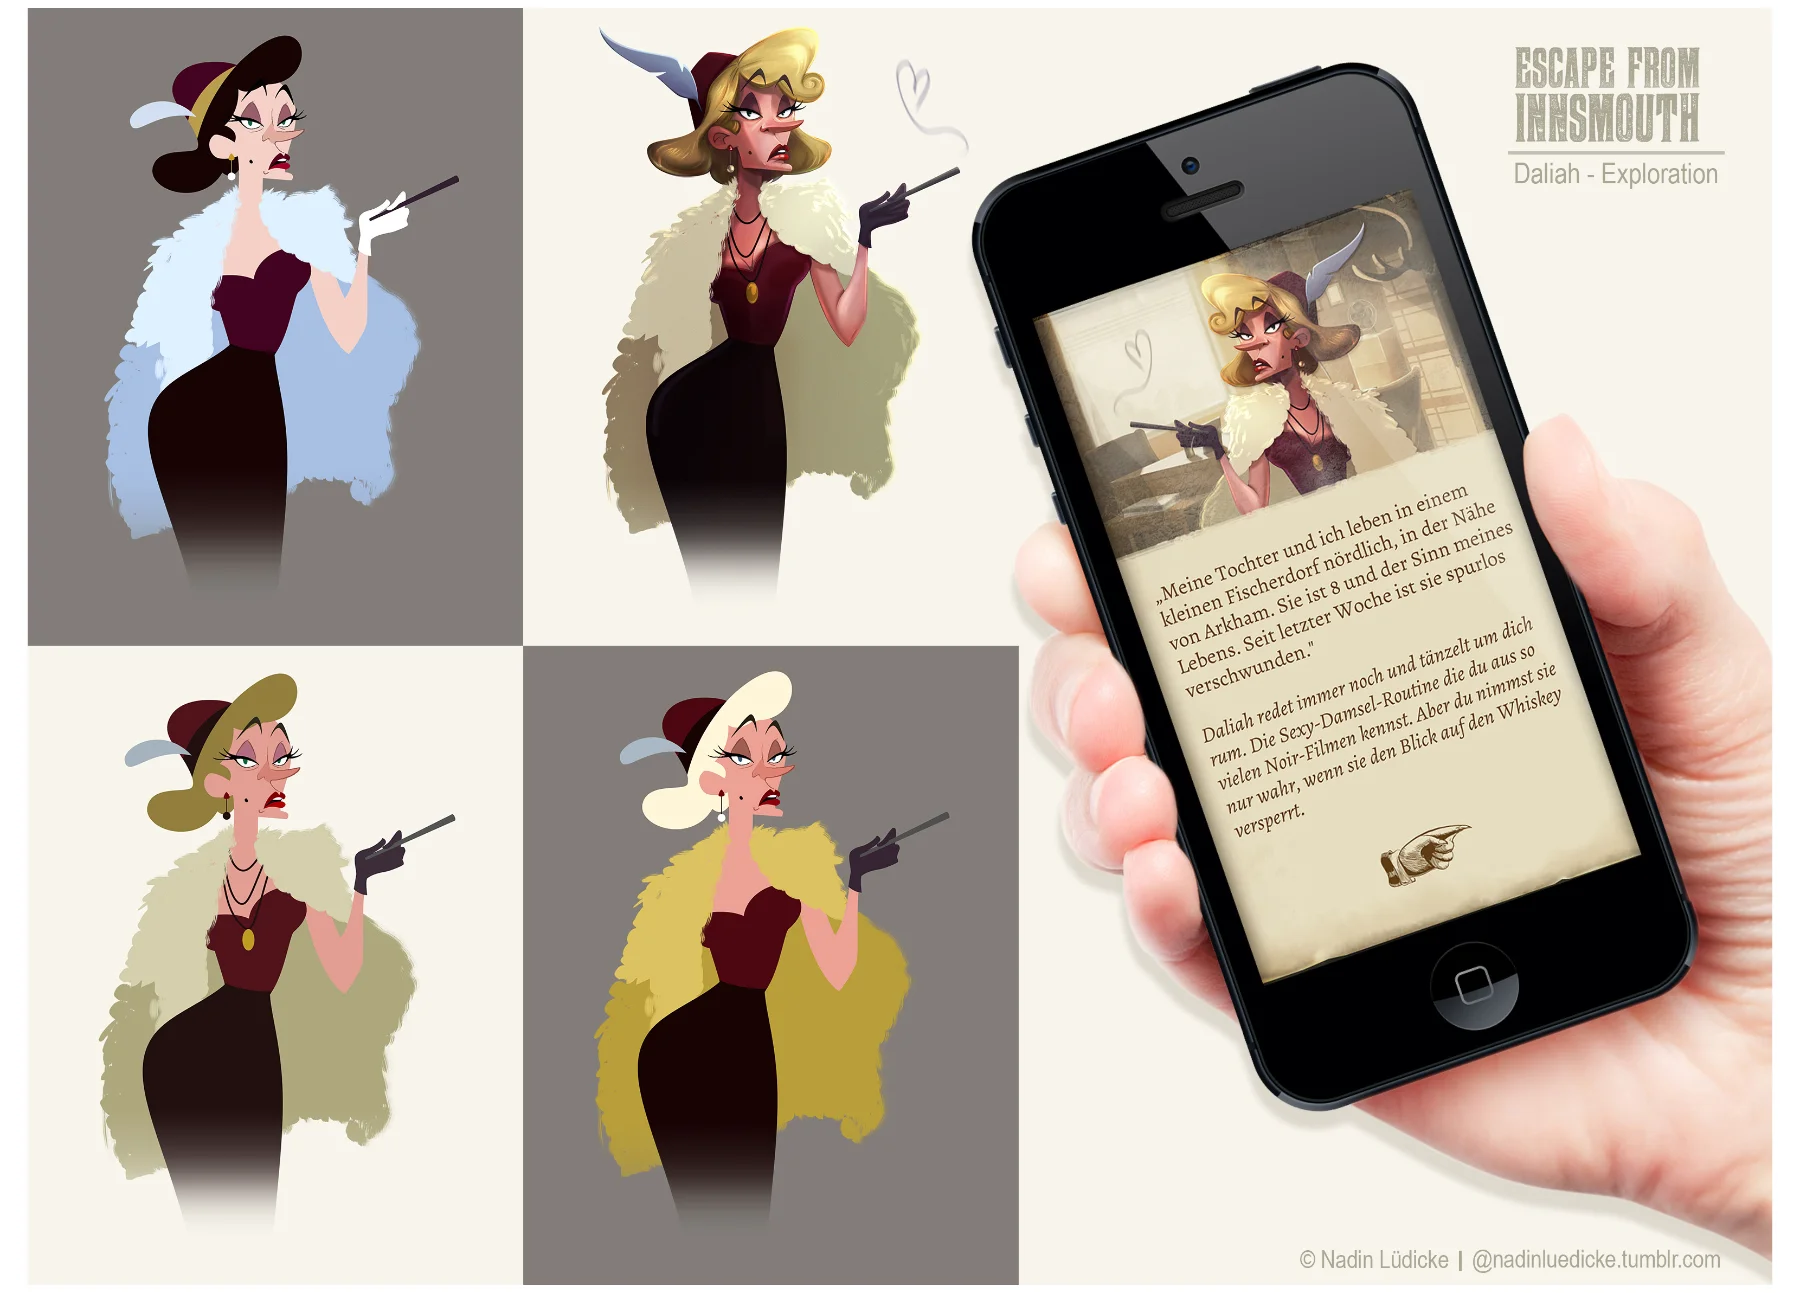 ESCAPE FROM
INNSMOUTH
Daliah - Exploration
„Meine Tochter und ich leben in einem
kleinen Fischerdorf nördlich, in der Nähe
von Arkham. Sie ist 8 und der Sinn meines
Lebens. Seit letzter Woche ist sie spurlos
verschwunden."
Daliah redet immer noch und tänzelt um dich
rum. Die Sexy-Damsel-Routine die du aus so
vielen Noir-Filmen kennst. Aber du nimmst sie
nur wahr, wenn sie den Blick auf den Whiskey
versperrt.
© Nadin Lüdicke | @nadinluedicke.tumblr.com